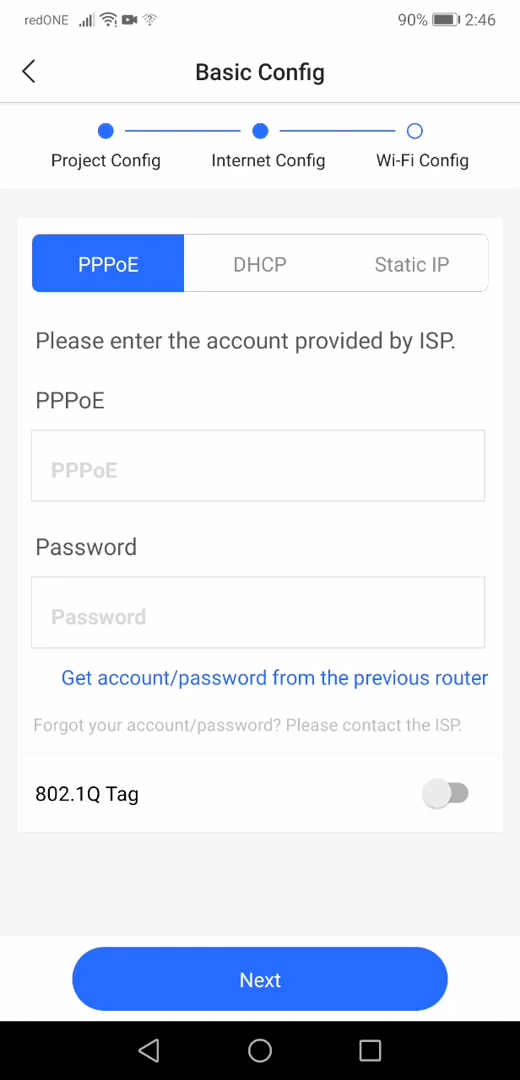 redONE 90% 2:46
Basic Config
Project Config Internet Config Wi-Fi Config
PPPoE DHCP Static IP
Please enter the account provided by ISP.
PPPoE
PPPoE
Password
Password
Get account/password from the previous router
Forgot your account/password? Please contact the ISP.
802.1Q Tag
Next